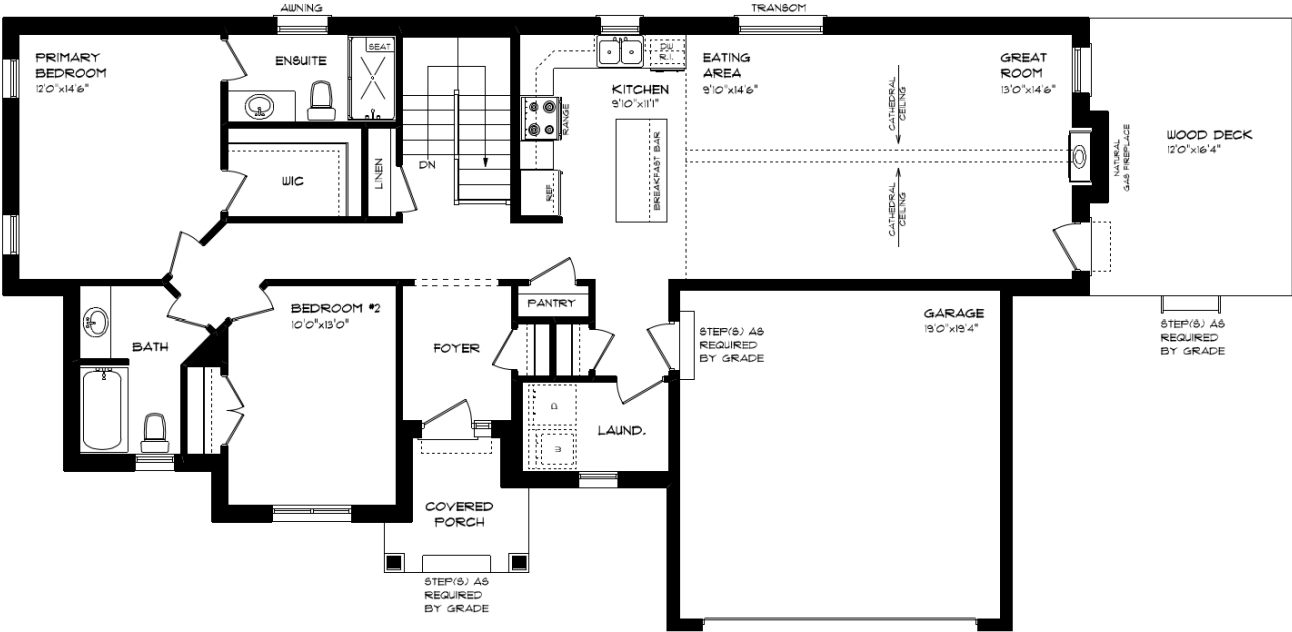 AWNING
TRANSOM
PRIMARY
BEDROOM
12'0"x14'6"
ENSUITE
SEAT
WIC
LINEN
DN
KITCHEN
9'10"x11'1"
D/W
R.I.
RANGE
REF.
BREAKFAST BAR
EATING
AREA
9'10"x14'6"
CATHEDRAL
CEILING
CATHEDRAL
CEILING
GREAT
ROOM
13'0"x14'6"
NATURAL
GAS FIREPLACE
WOOD DECK
12'0"x16'4"
STEP(S) AS
REQUIRED
BY GRADE
BATH
BEDROOM #2
10'0"x13'0"
FOYER
PANTRY
LAUND.
D
W
STEP(S) AS
REQUIRED
BY GRADE
GARAGE
19'0"x19'4"
COVERED
PORCH
STEP(S) AS
REQUIRED
BY GRADE